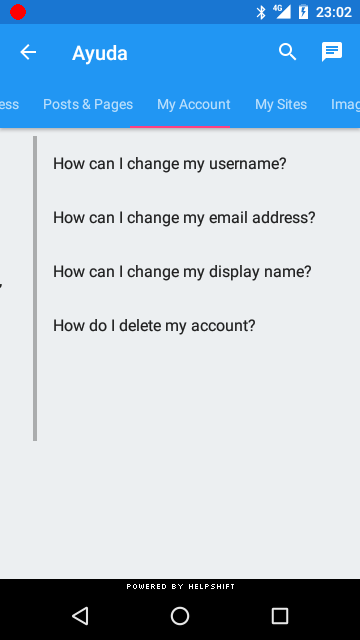 4G 23:02
Ayuda
ess Posts & Pages My Account My Sites Imag
How can I change my username?
How can I change my email address?
How can I change my display name?
How do I delete my account?
POWERED BY HELPSHIFT